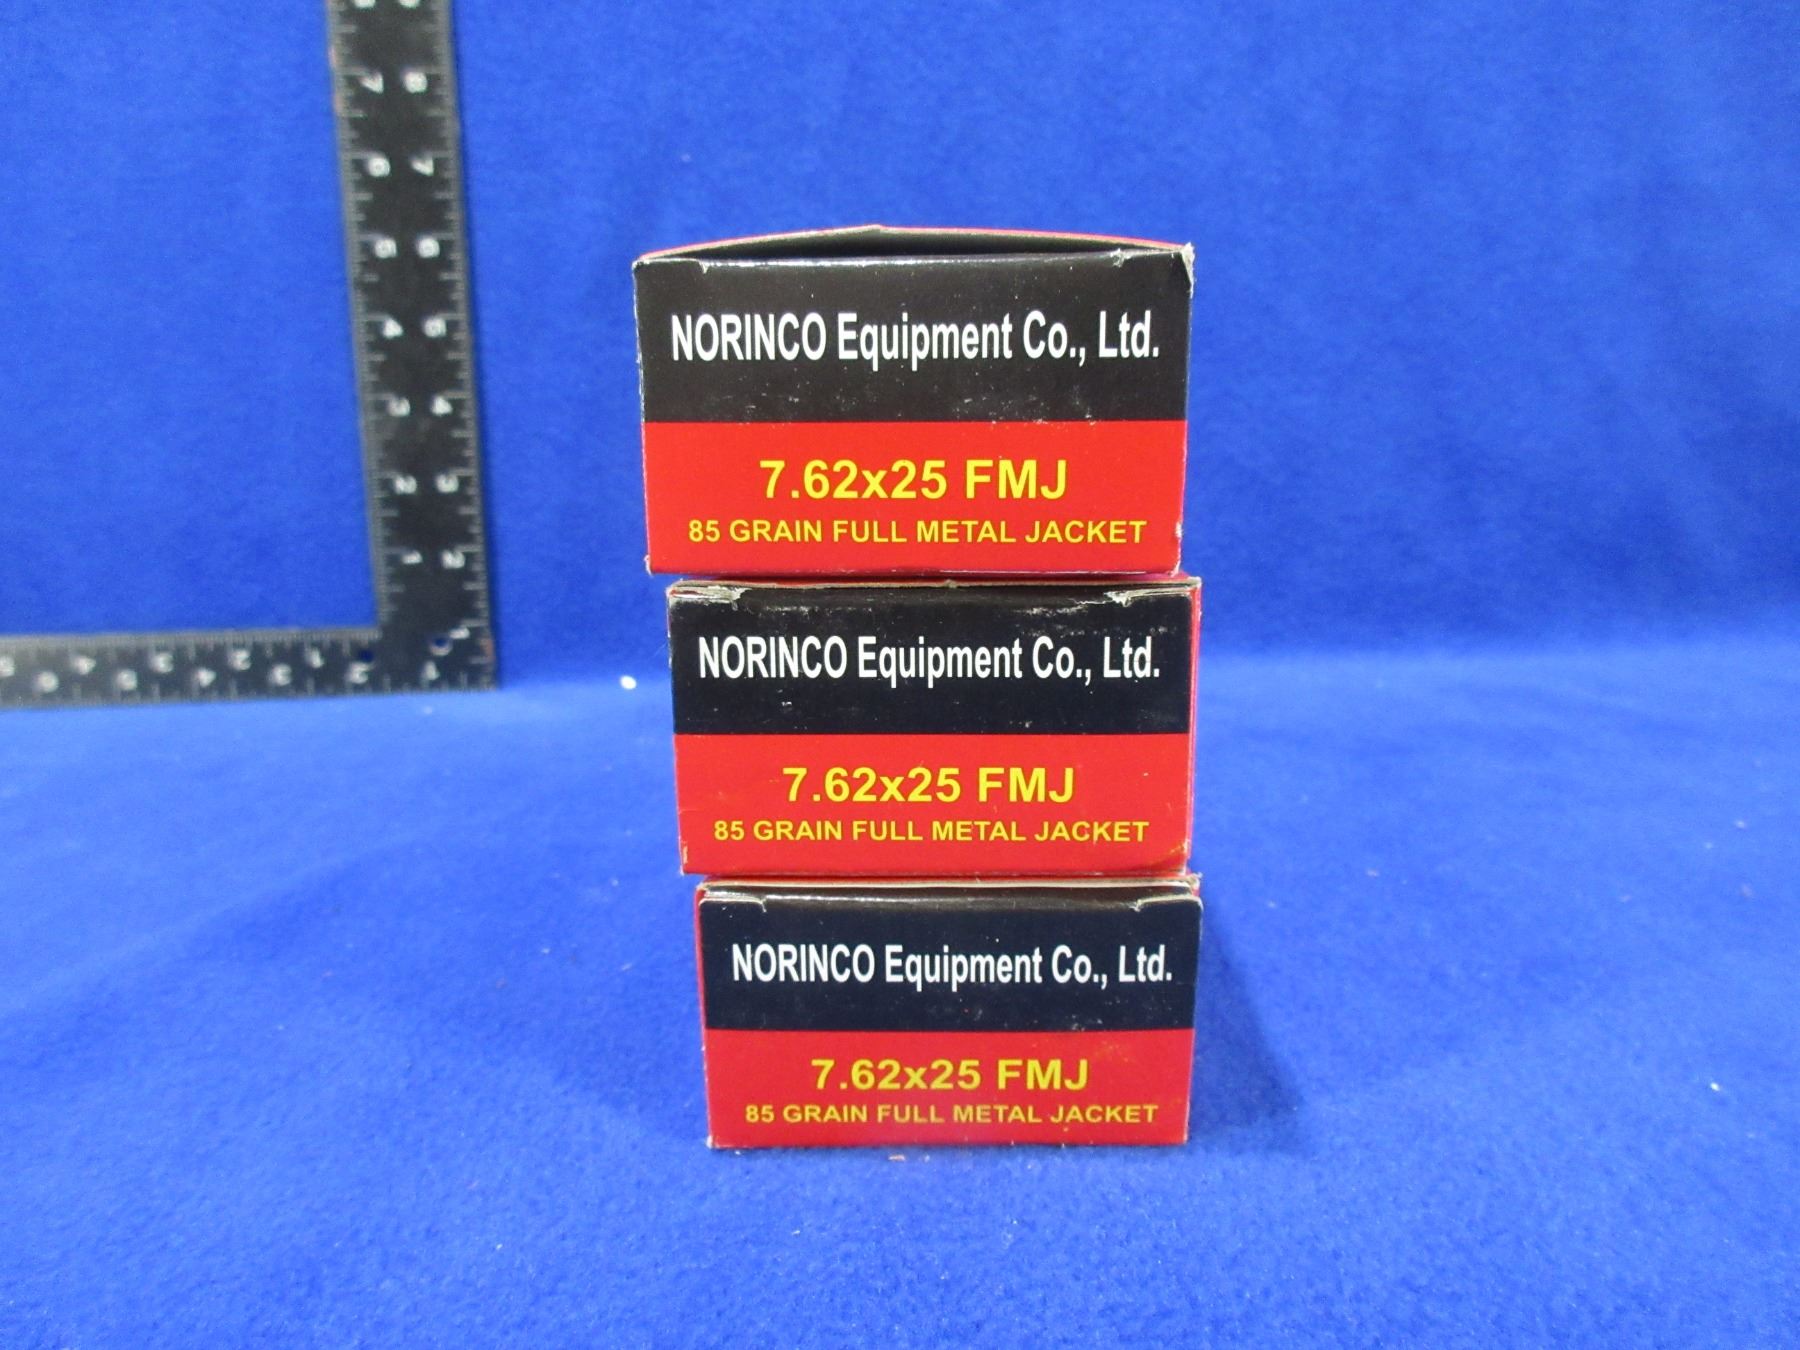 NORINCO Equipment Co., Ltd.
7.62x25 FMJ
85 GRAIN FULL METAL JACKET
NORINCO Equipment Co., Ltd.
7.62x25 FMJ
85 GRAIN FULL METAL JACKET
NORINCO Equipment Co., Ltd.
7.62x25 FMJ
85 GRAIN FULL METAL JACKET